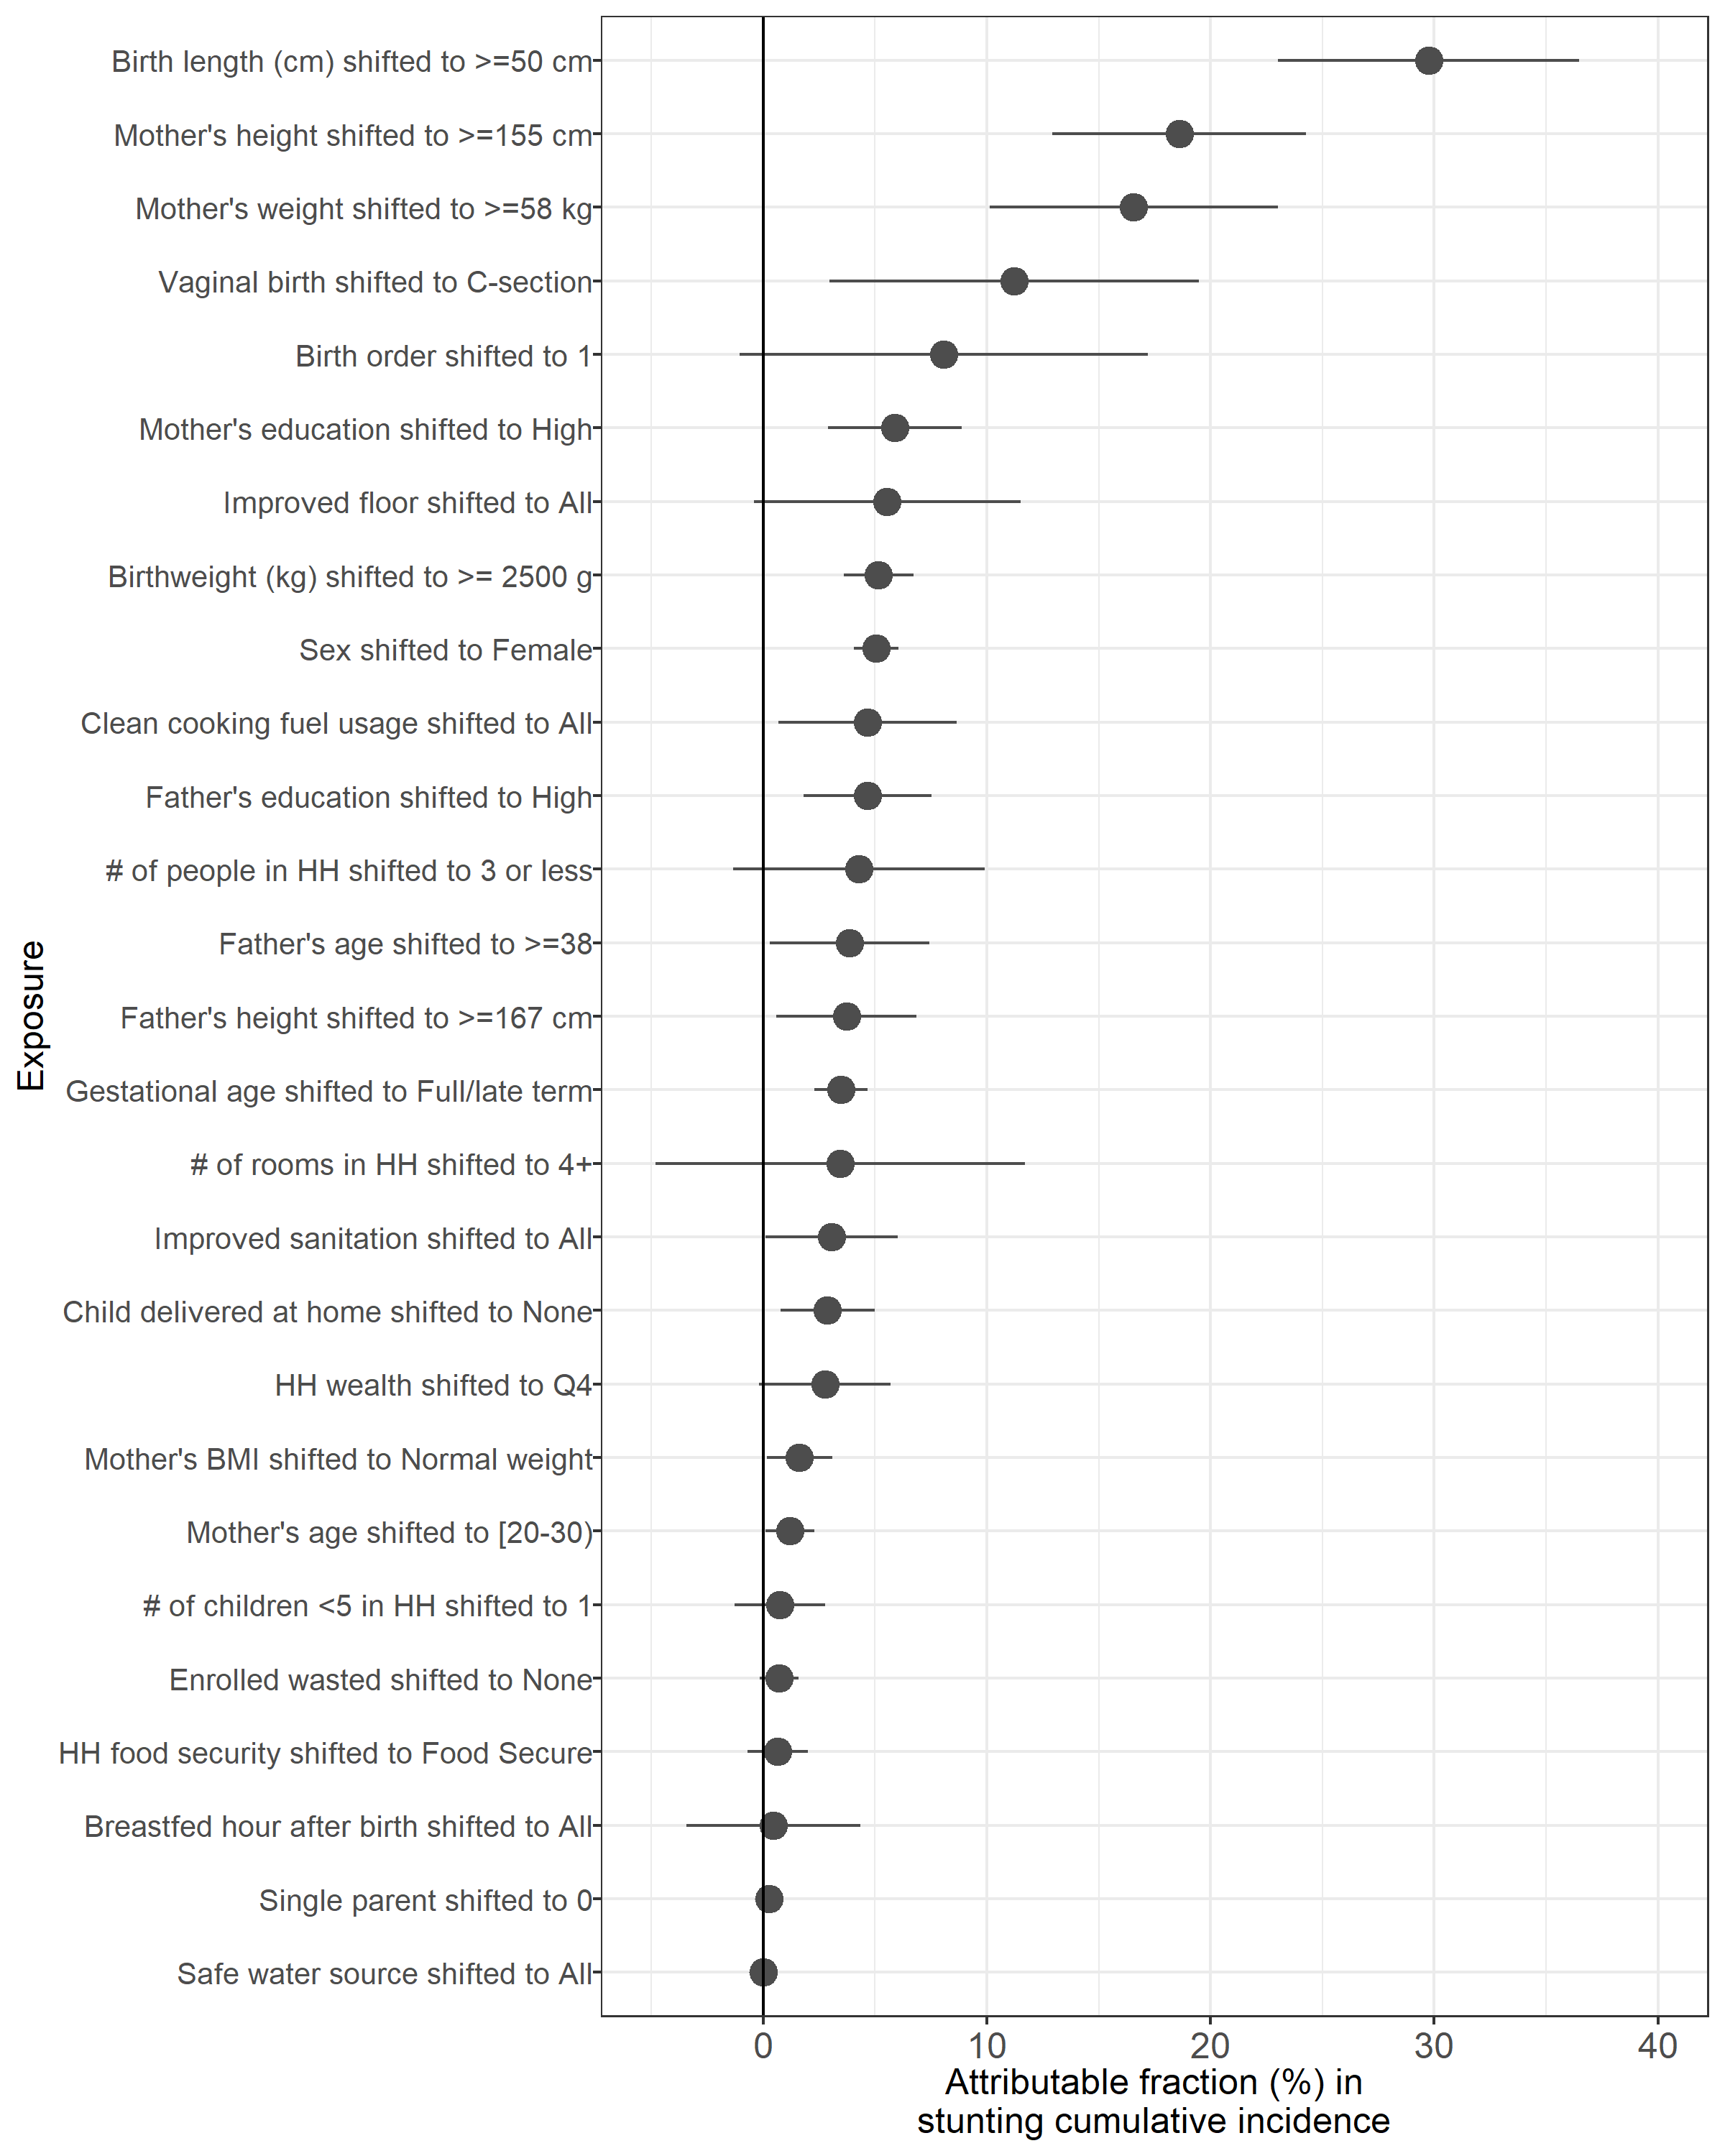 Birth length (cm) shifted to >=50 cm
Mother's height shifted to >=155 cm
Mother's weight shifted to >=58 kg
Vaginal birth shifted to C-section
Birth order shifted to 1
Mother's education shifted to High
Improved floor shifted to All
Birthweight (kg) shifted to >= 2500 g
Sex shifted to Female
Clean cooking fuel usage shifted to All
Father's education shifted to High
# of people in HH shifted to 3 or less
Father's age shifted to >=38
Father's height shifted to >=167 cm
Gestational age shifted to Full/late term
# of rooms in HH shifted to 4+
Improved sanitation shifted to All
Child delivered at home shifted to None
HH wealth shifted to Q4
Mother's BMI shifted to Normal weight
Mother's age shifted to [20-30)
# of children <5 in HH shifted to 1
Enrolled wasted shifted to None
HH food security shifted to Food Secure
Breastfed hour after birth shifted to All
Single parent shifted to 0
Safe water source shifted to All
Exposure
0 10 20 30 40
Attributable fraction (%) in
stunting cumulative incidence